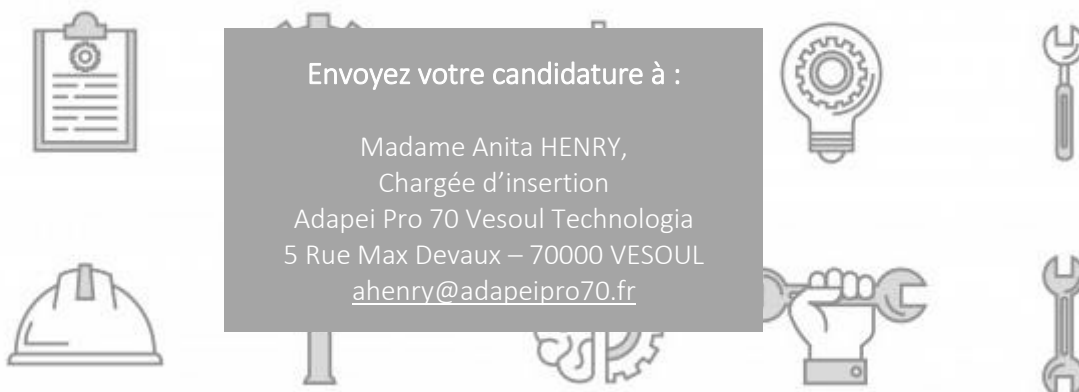 Envoyez votre candidature à :
Madame Anita HENRY,
Chargée d’insertion
Adapei Pro 70 Vesoul Technologia
5 Rue Max Devaux – 70000 VESOUL
ahenry@adapeipro70.fr